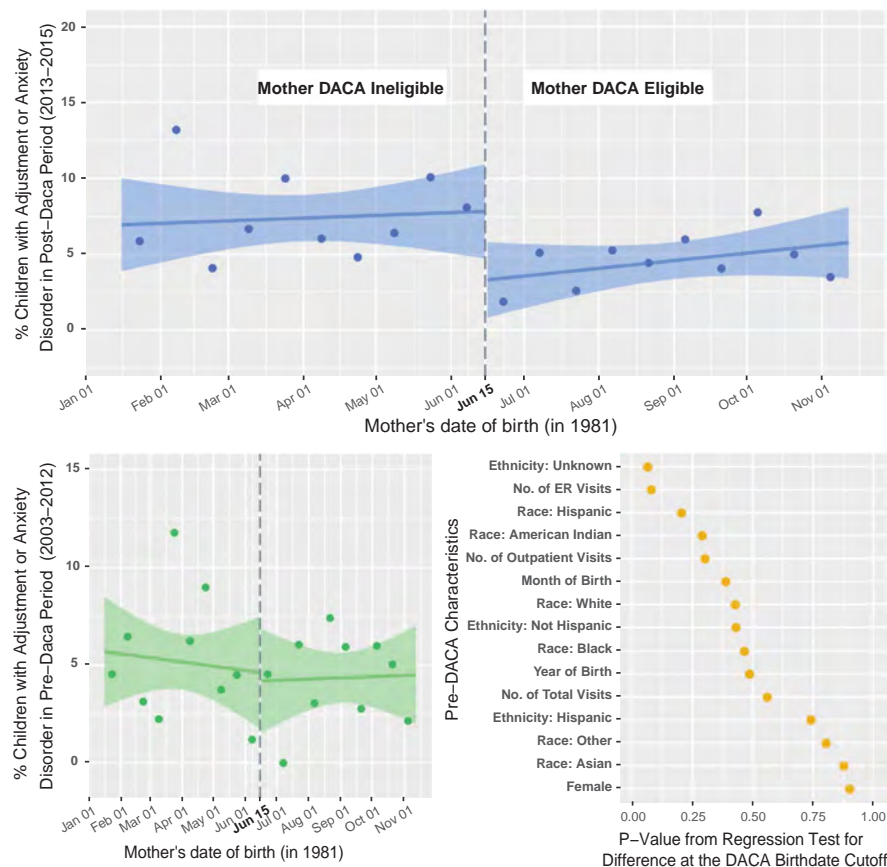 % Children with Adjustment or Anxiety
Disorder in Post−Daca Period (2013−2015)
20
15
10
5
0
Mother DACA Ineligible
Mother DACA Eligible
Jan 01
Feb 01
Mar 01
Apr 01
May 01
Jun 01
Jun 15
Jul 01
Aug 01
Sep 01
Oct 01
Nov 01
Mother's date of birth (in 1981)
% Children with Adjustment or Anxiety
Disorder in Pre−Daca Period (2003−2012)
15
10
5
0
Jan 01
Feb 01
Mar 01
Apr 01
May 01
Jun 01
Jun 15
Jul 01
Aug 01
Sep 01
Oct 01
Nov 01
Mother's date of birth (in 1981)
Pre−DACA Characteristics
Ethnicity: Unknown
No. of ER Visits
Race: Hispanic
Race: American Indian
No. of Outpatient Visits
Month of Birth
Race: White
Ethnicity: Not Hispanic
Race: Black
Year of Birth
No. of Total Visits
Ethnicity: Hispanic
Race: Other
Race: Asian
Female
0.00
0.25
0.50
0.75
1.00
P−Value from Regression Test for
Difference at the DACA Birthdate Cutoff